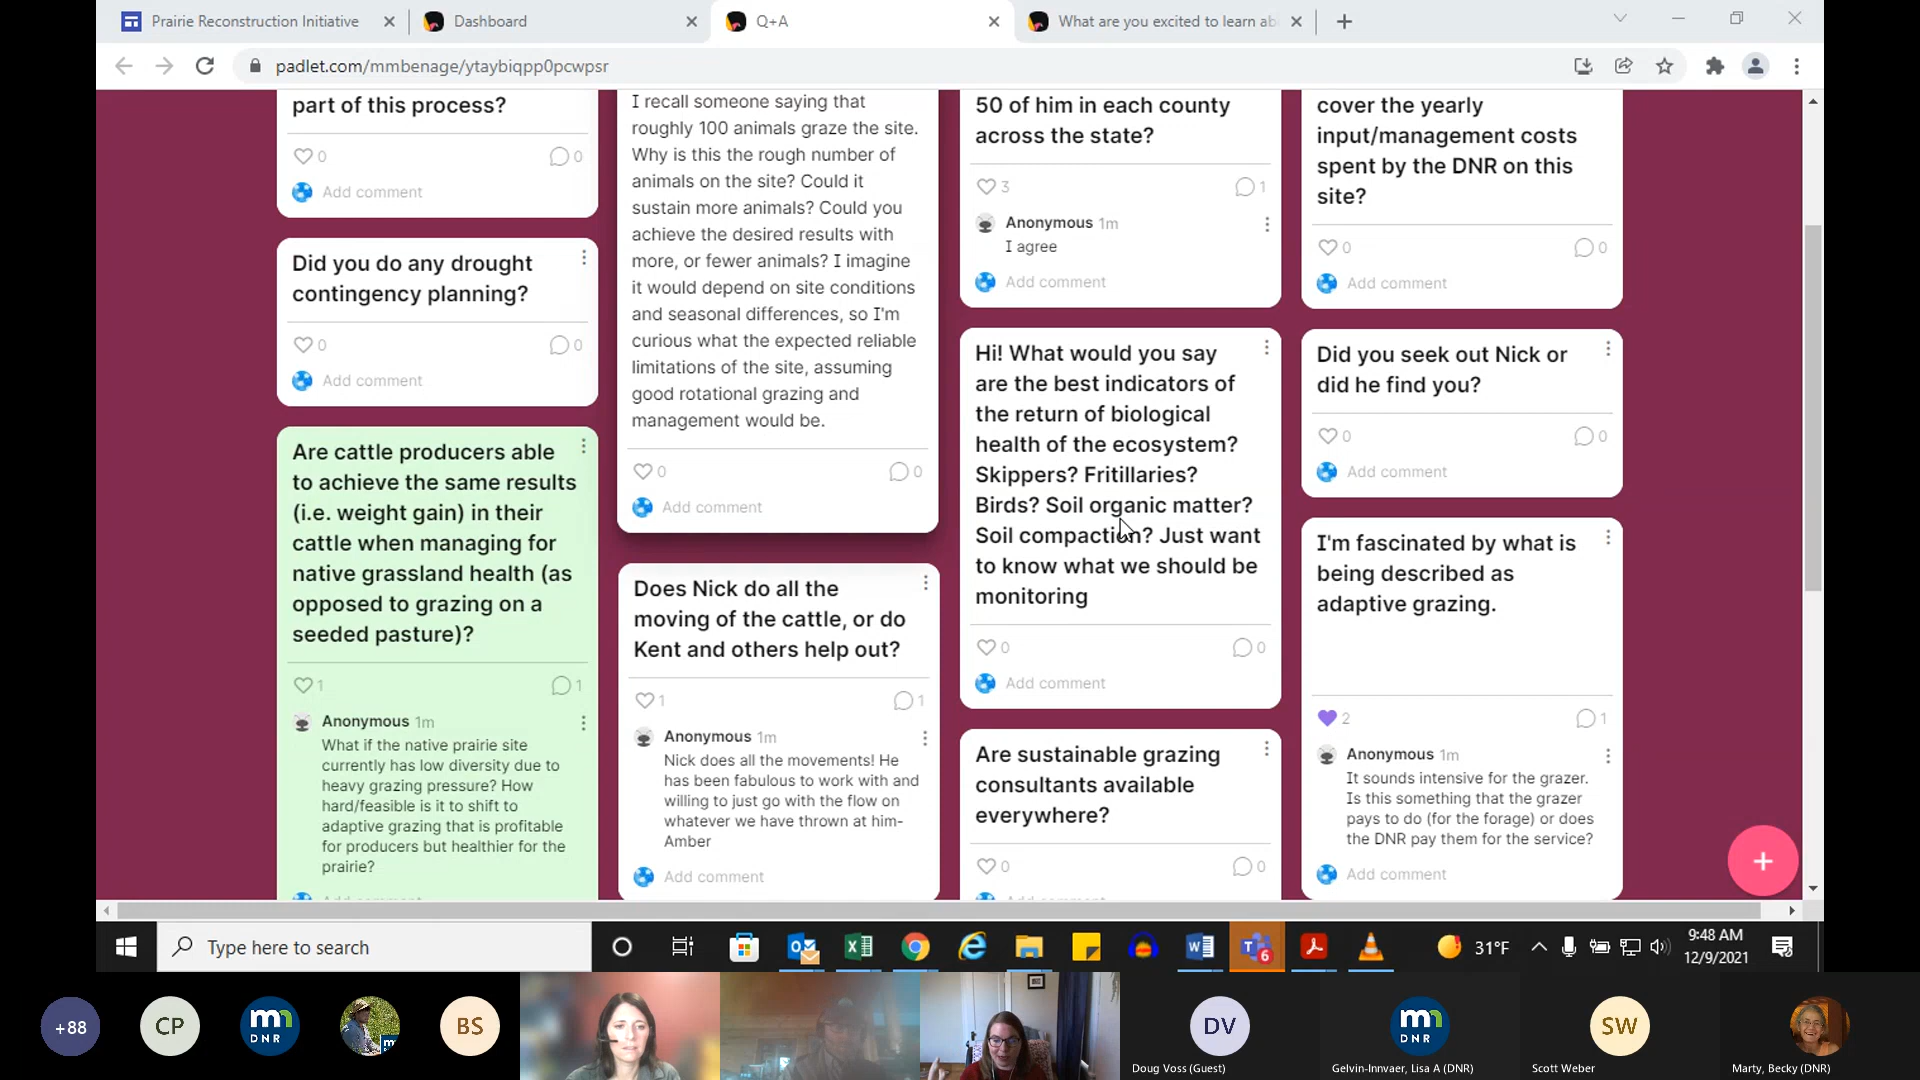 Prairie Reconstruction Initiative
Dashboard
Q+A
What are you excited to learn ab
padlet.com/mmbenage/ytaybiqpp0pcwpsr
part of this process?
0
0
Add comment
Did you do any drought
contingency planning?
0
0
Add comment
Are cattle producers able
to achieve the same results
(i.e. weight gain) in their
cattle when managing for
native grassland health (as
opposed to grazing on a
seeded pasture)?
1
1
Anonymous 1m
What if the native prairie site
currently has low diversity due to
heavy grazing pressure? How
hard/feasible is it to shift to
adaptive grazing that is profitable
for producers but healthier for the
prairie?
I recall someone saying that
roughly 100 animals graze the site.
Why is this the rough number of
animals on the site? Could it
sustain more animals? Could you
achieve the desired results with
more, or fewer animals? I imagine
it would depend on site conditions
and seasonal differences, so I'm
curious what the expected reliable
limitations of the site, assuming
good rotational grazing and
management would be.
0
0
Add comment
Does Nick do all the
moving of the cattle, or do
Kent and others help out?
1
1
Anonymous 1m
Nick does all the movements! He
has been fabulous to work with and
willing to just go with the flow on
whatever we have thrown at him-
Amber
Add comment
50 of him in each county
across the state?
3
1
Anonymous 1m
I agree
Add comment
Hi! What would you say
are the best indicators of
the return of biological
health of the ecosystem?
Skippers? Fritillaries?
Birds? Soil organic matter?
Soil compaction? Just want
to know what we should be
monitoring
0
0
Add comment
Are sustainable grazing
consultants available
everywhere?
0
0
cover the yearly
input/management costs
spent by the DNR on this
site?
0
0
Add comment
Did you seek out Nick or
did he find you?
0
0
Add comment
I'm fascinated by what is
being described as
adaptive grazing.
2
1
Anonymous 1m
It sounds intensive for the grazer.
Is this something that the grazer
pays to do (for the forage) or does
the DNR pay them for the service?
Add comment
Type here to search
6
31°F
9:48 AM
12/9/2021
+88
CP
mn
DNR
m
BS
DV
Doug Voss (Guest)
mn
DNR
Gelvin-Innvaer, Lisa A (DNR)
SW
Scott Weber
Marty, Becky (DNR)